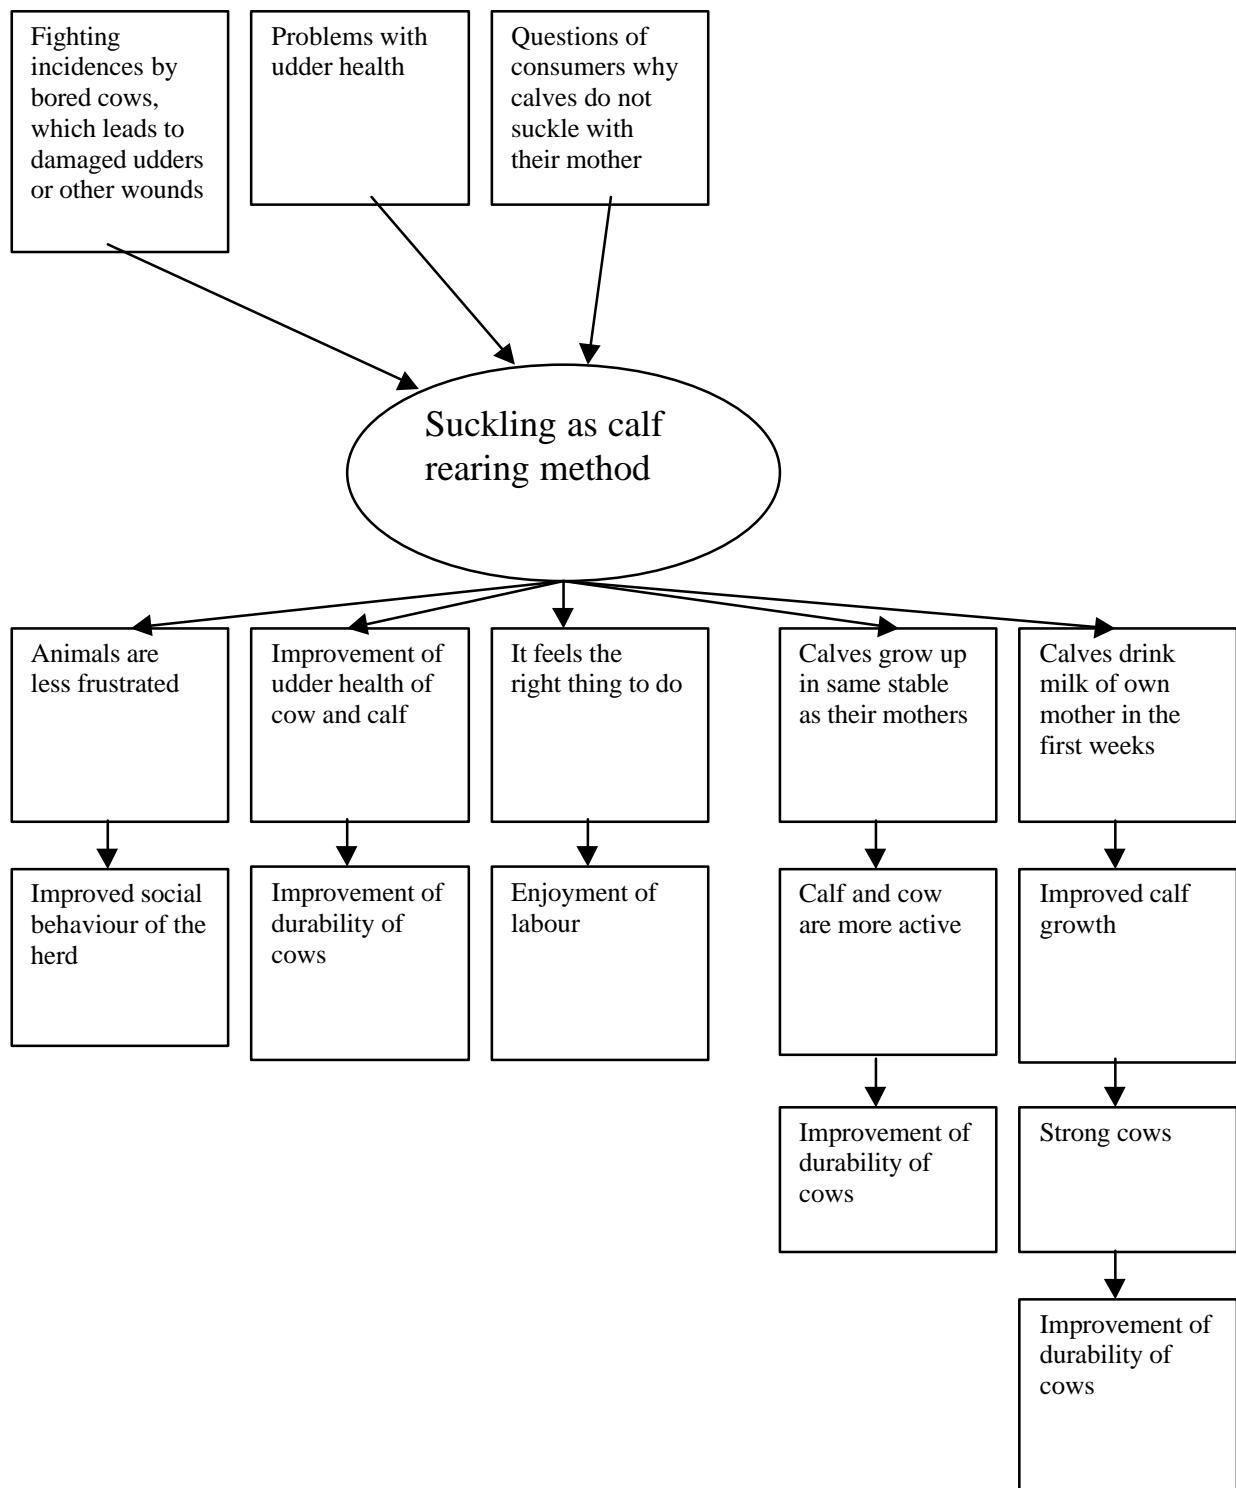 Fighting
incidences by
bored cows,
which leads to
damaged udders
or other wounds
Problems with
udder health
Questions of
consumers why
calves do not
suckle with
their mother
Suckling as calf
rearing method
Animals are
less frustrated
Improvement of
udder health of
cow and calf
It feels the
right thing to do
Calves grow up
in same stable
as their mothers
Calves drink
milk of own
mother in the
first weeks
Improved social
behaviour of the
herd
Improvement of
durability of
cows
Enjoyment of
labour
Calf and cow
are more active
Improved calf
growth
Improvement of
durability of
cows
Strong cows
Improvement of
durability of
cows